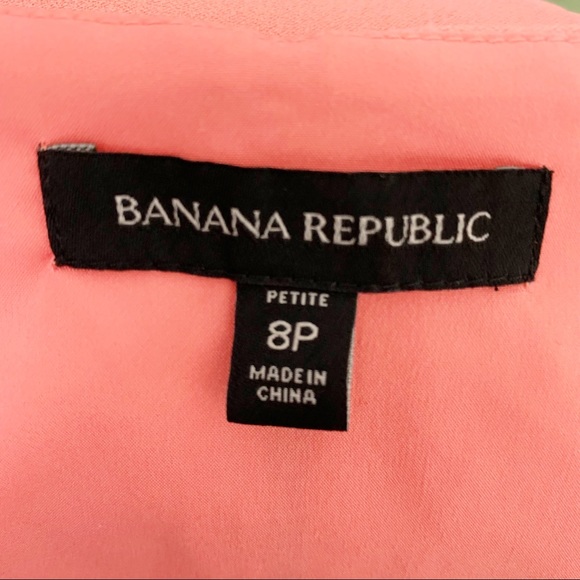 BANANA REPUBLIC
PETITE
8P
MADE IN
CHINA